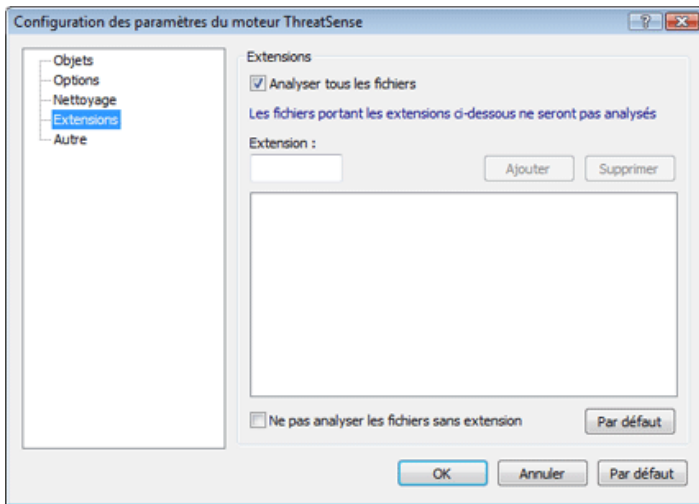 Configuration des paramètres du moteur ThreatSense
Objets
Options
Nettoyage
Extensions
Autre
Extensions
Analyser tous les fichiers
Les fichiers portant les extensions ci-dessous ne seront pas analysés
Extension :
Ajouter
Supprimer
Ne pas analyser les fichiers sans extension
Par défaut
OK
Annuler
Par défaut